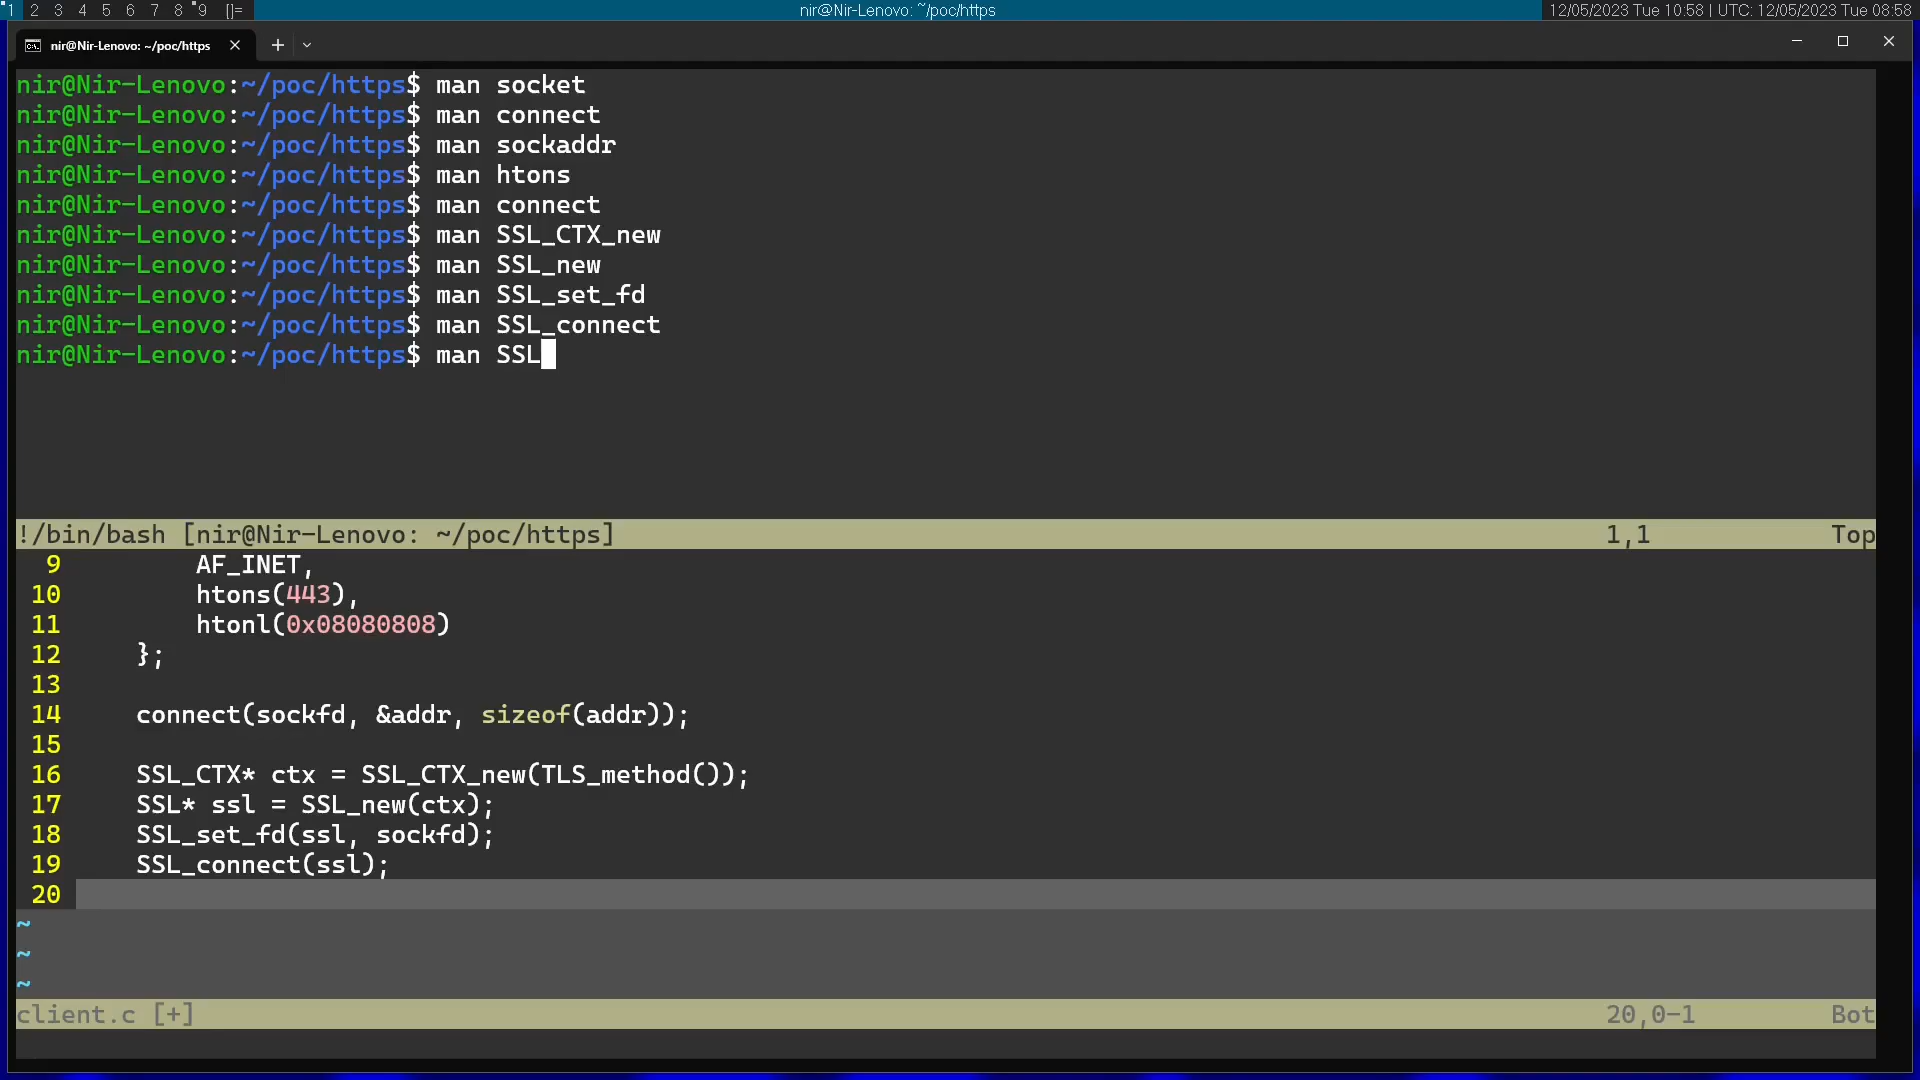 1 2 3 4 5 6 7 8 9 []= nir@Nir-Lenovo: ~/poc/https 12/05/2023 Tue 10:58 | UTC: 12/05/2023 Tue 08:58
nir@Nir-Lenovo: ~/poc/https
nir@Nir-Lenovo:~/poc/https$ man socket
nir@Nir-Lenovo:~/poc/https$ man connect
nir@Nir-Lenovo:~/poc/https$ man sockaddr
nir@Nir-Lenovo:~/poc/https$ man htons
nir@Nir-Lenovo:~/poc/https$ man connect
nir@Nir-Lenovo:~/poc/https$ man SSL_CTX_new
nir@Nir-Lenovo:~/poc/https$ man SSL_new
nir@Nir-Lenovo:~/poc/https$ man SSL_set_fd
nir@Nir-Lenovo:~/poc/https$ man SSL_connect
nir@Nir-Lenovo:~/poc/https$ man SSL
!/bin/bash [nir@Nir-Lenovo: ~/poc/https] 1,1 Top
9 AF_INET,
10 htons(443),
11 htonl(0x08080808)
12 };
13
14 connect(sockfd, &addr, sizeof(addr));
15
16 SSL_CTX* ctx = SSL_CTX_new(TLS_method());
17 SSL* ssl = SSL_new(ctx);
18 SSL_set_fd(ssl, sockfd);
19 SSL_connect(ssl);
20
~
~
~
client.c [+] 20,0-1 Bot